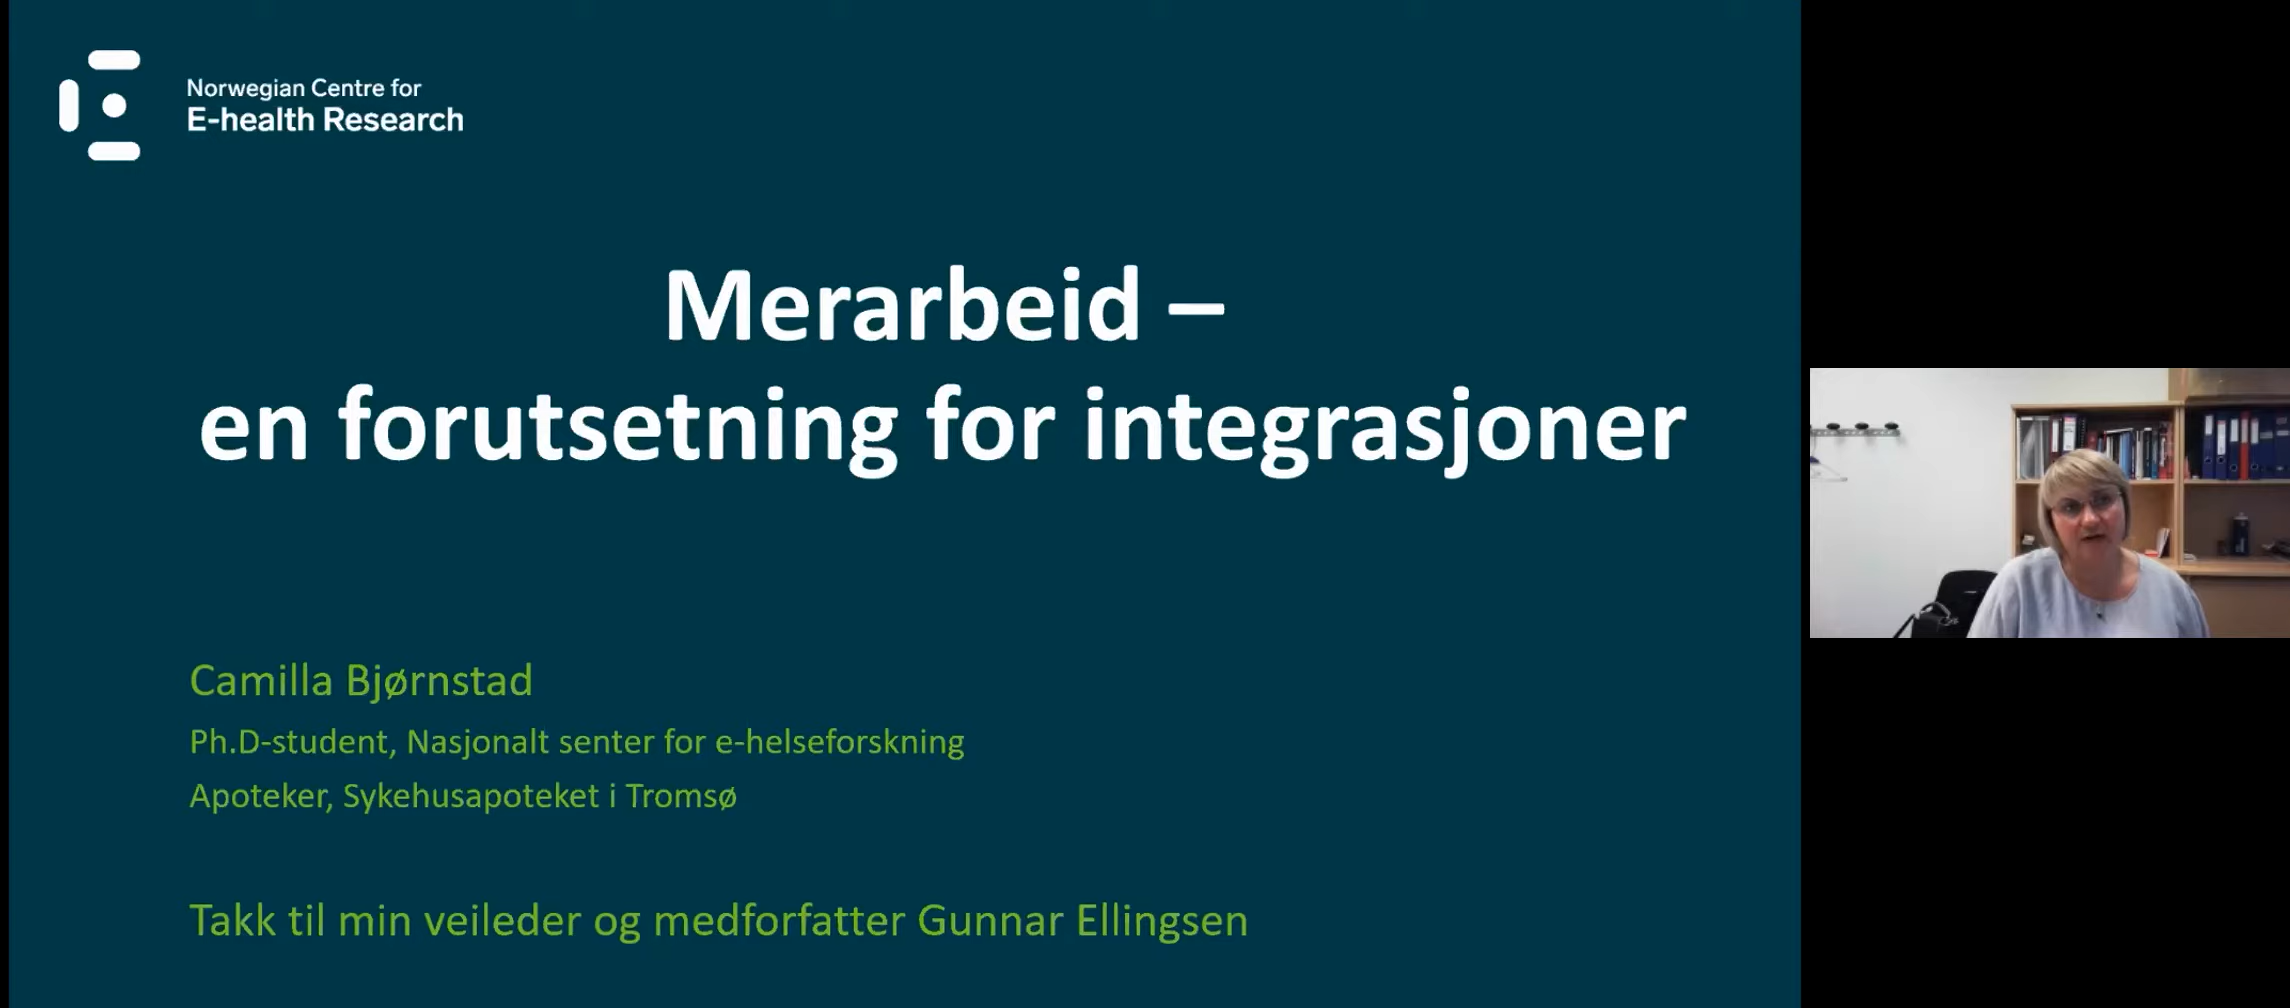 Norwegian Centre for
E-health Research
Merarbeid –
en forutsetning for integrasjoner
Camilla Bjørnstad
Ph.D-student, Nasjonalt senter for e-helseforskning
Apoteker, Sykehusapoteket i Tromsø
Takk til min veileder og medforfatter Gunnar Ellingsen